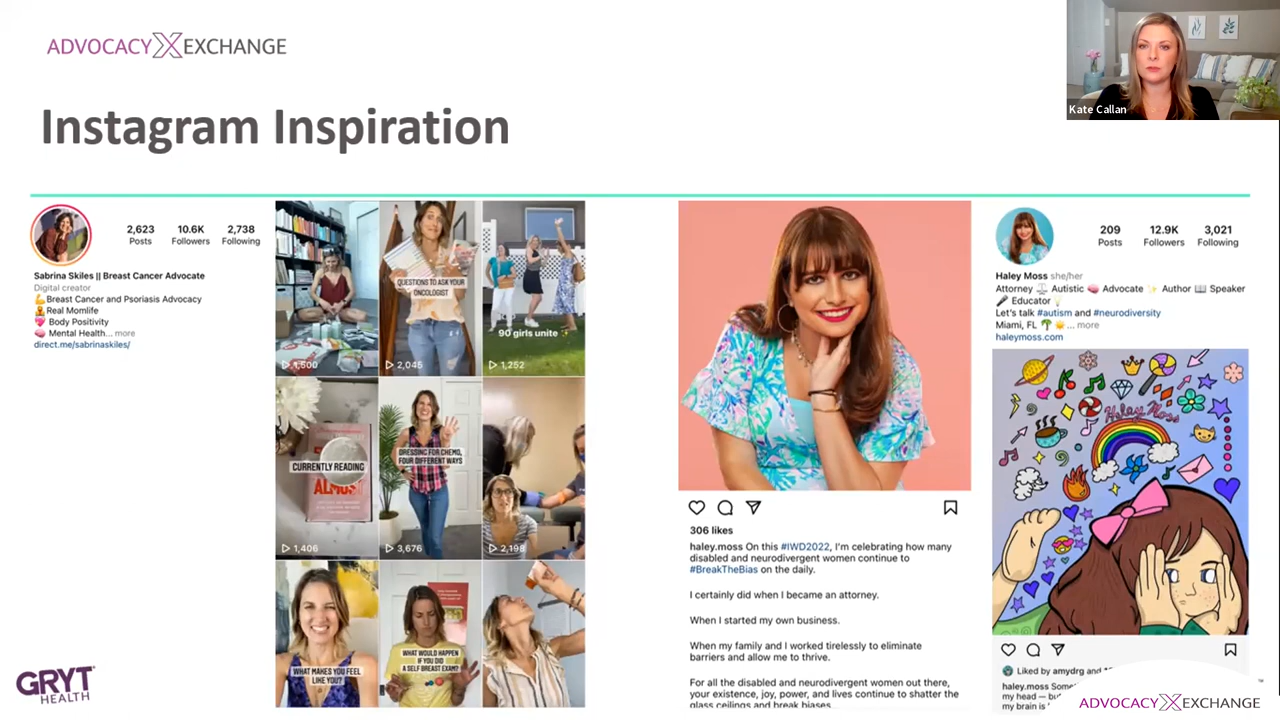 ADVOCACY EXCHANGE
Kate Callan
Instagram Inspiration
2,623
10.6K
2,738
Posts
Followers
Following
Sabrina Skiles || Breast Cancer Advocate
Digital creator
💪Breast Cancer and Psoriasis Advocacy
Real Momlife
💖 Body Positivity
🧠 Mental Health... more
direct.me/sabrinaskiles/
1,500
QUESTIONS TO ASK YOUR
ONCOLOGIST
2,045
90 girls unite
1,252
CURRENTLY READING
ALMOST
1,406
DRESSING FOR CHEMO,
FOUR DIFFERENT WAYS
3,676
2,198
WHAT MAKES YOU FEEL
LIKE YOU?
WHAT WOULD HAPPEN
IF YOU DID
A SELF BREAST EXAM?
306 likes
haley.moss On this #IWD2022, I'm celebrating how many
disabled and neurodivergent women continue to
#BreakTheBias on the daily.
I certainly did when I became an attorney.
When I started my own business.
When my family and I worked tirelessly to eliminate
barriers and allow me to thrive.
For all the disabled and neurodivergent women out there,
your existence, joy, power, and lives continue to shatter the
glass ceilings and break biases.
209
12.9K
3,021
Posts
Followers
Following
Haley Moss she/her
Attorney ⚖️ Autistic 🧠 Advocate ✨ Author 📖 Speaker
🎤 Educator 💡
Let's talk #autism and #neurodiversity
Miami, FL 🌴 ☀️ ... more
haleymoss.com
Haley Moss
Liked by amydrg and
haley.moss
my head —
my brain is
GRYT
HEALTH
ADVOCACY EXCHANGE